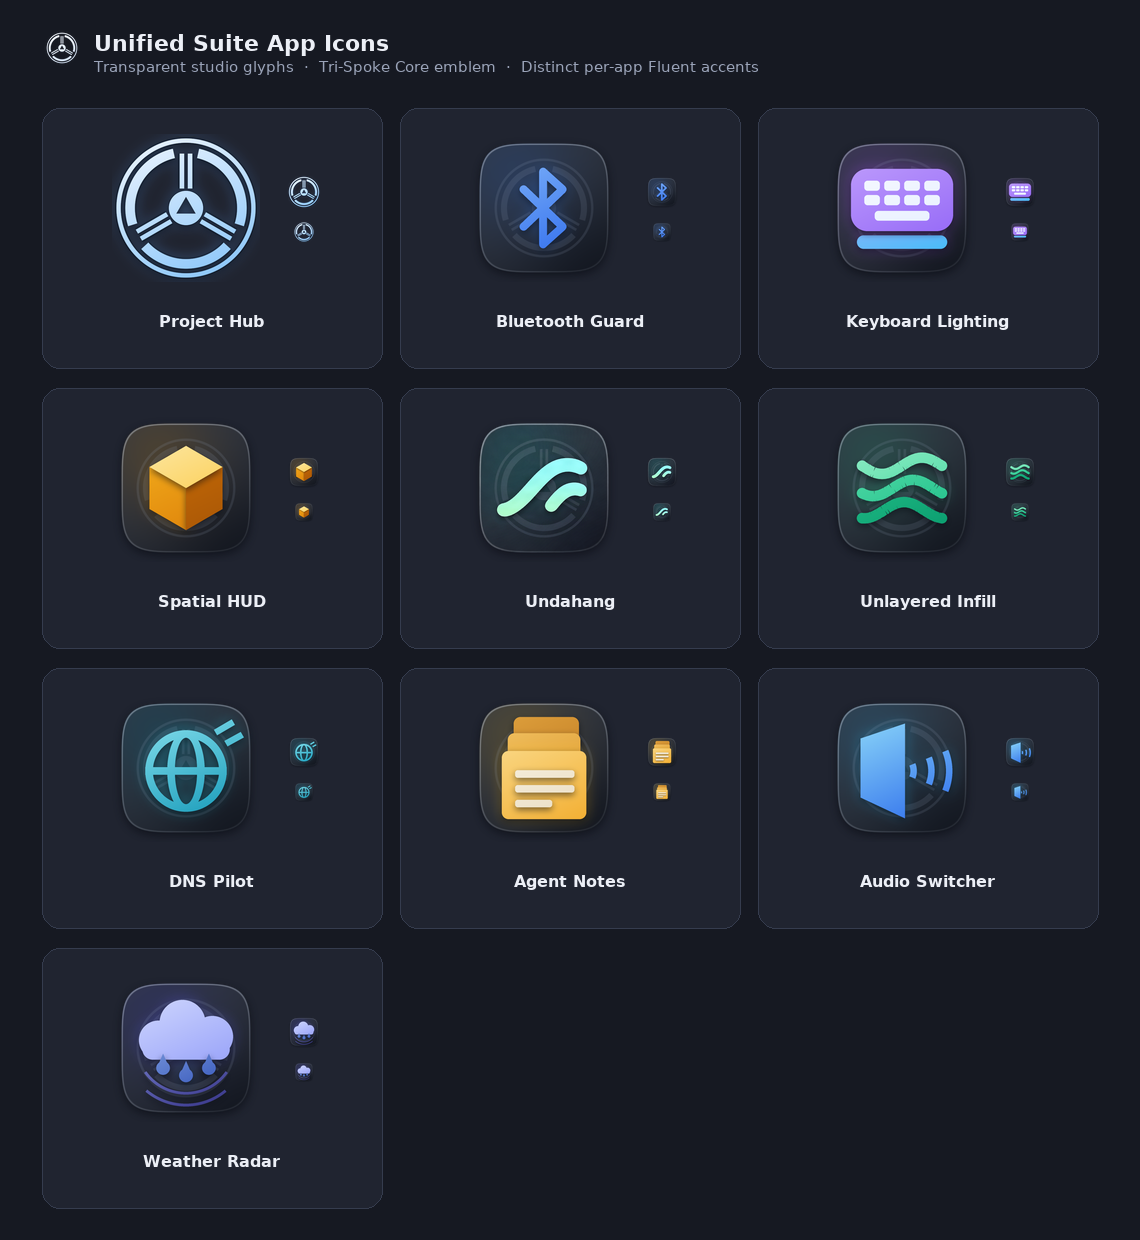 Unified Suite App Icons
Transparent studio glyphs · Tri-Spoke Core emblem · Distinct per-app Fluent accents
Project Hub
Bluetooth Guard
Keyboard Lighting
Spatial HUD
Undahang
Unlayered Infill
DNS Pilot
Agent Notes
Audio Switcher
Weather Radar